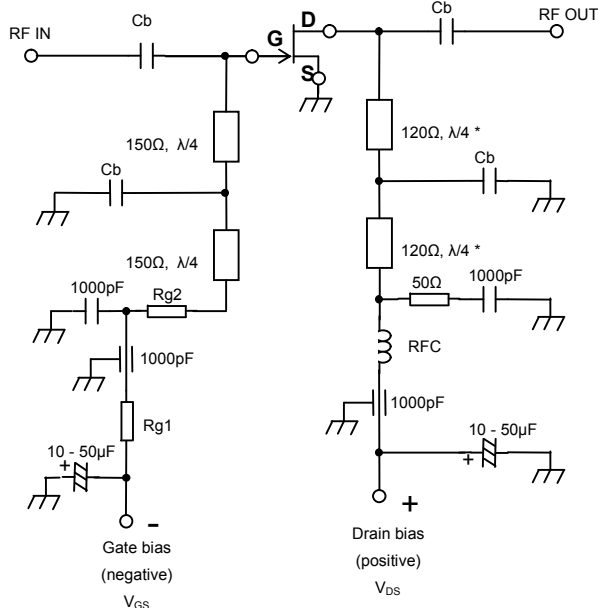 Cb
D
Cb
RF IN
RF OUT
G
S
150Ω, λ/4
120Ω, λ/4 *
Cb
Cb
150Ω, λ/4
120Ω, λ/4 *
1000pF
Rg2
50Ω
1000pF
RFC
1000pF
1000pF
Rg1
10 - 50µF
+
10 - 50µF
+
-
+
Gate bias
(negative)
VGS
Drain bias
(positive)
VDS